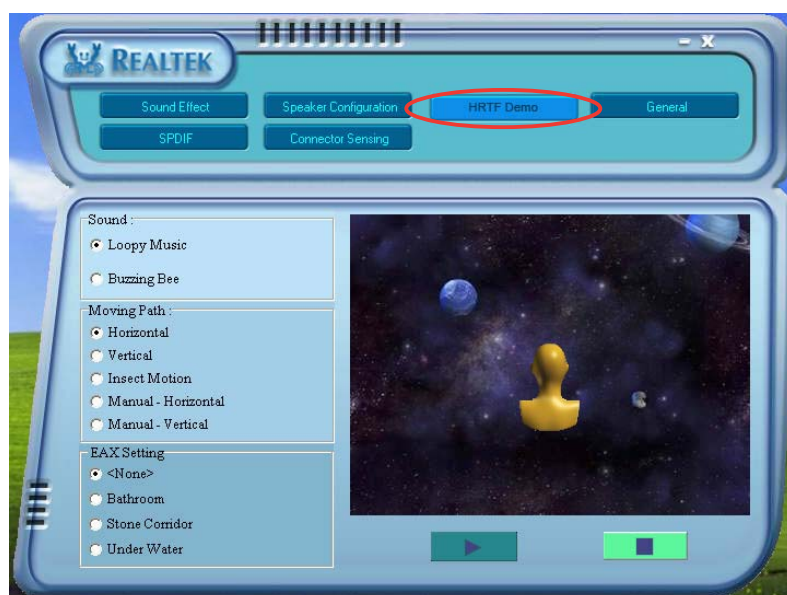 REALTEK
- x
Sound Effect
Speaker Configuration
HRTF Demo
General
SPDIF
Connector Sensing
Sound :
Loopy Music
Buzzing Bee
Moving Path :
Horizontal
Vertical
Insect Motion
Manual - Horizontal
Manual - Vertical
EAX Setting
<None>
Bathroom
Stone Corridor
Under Water